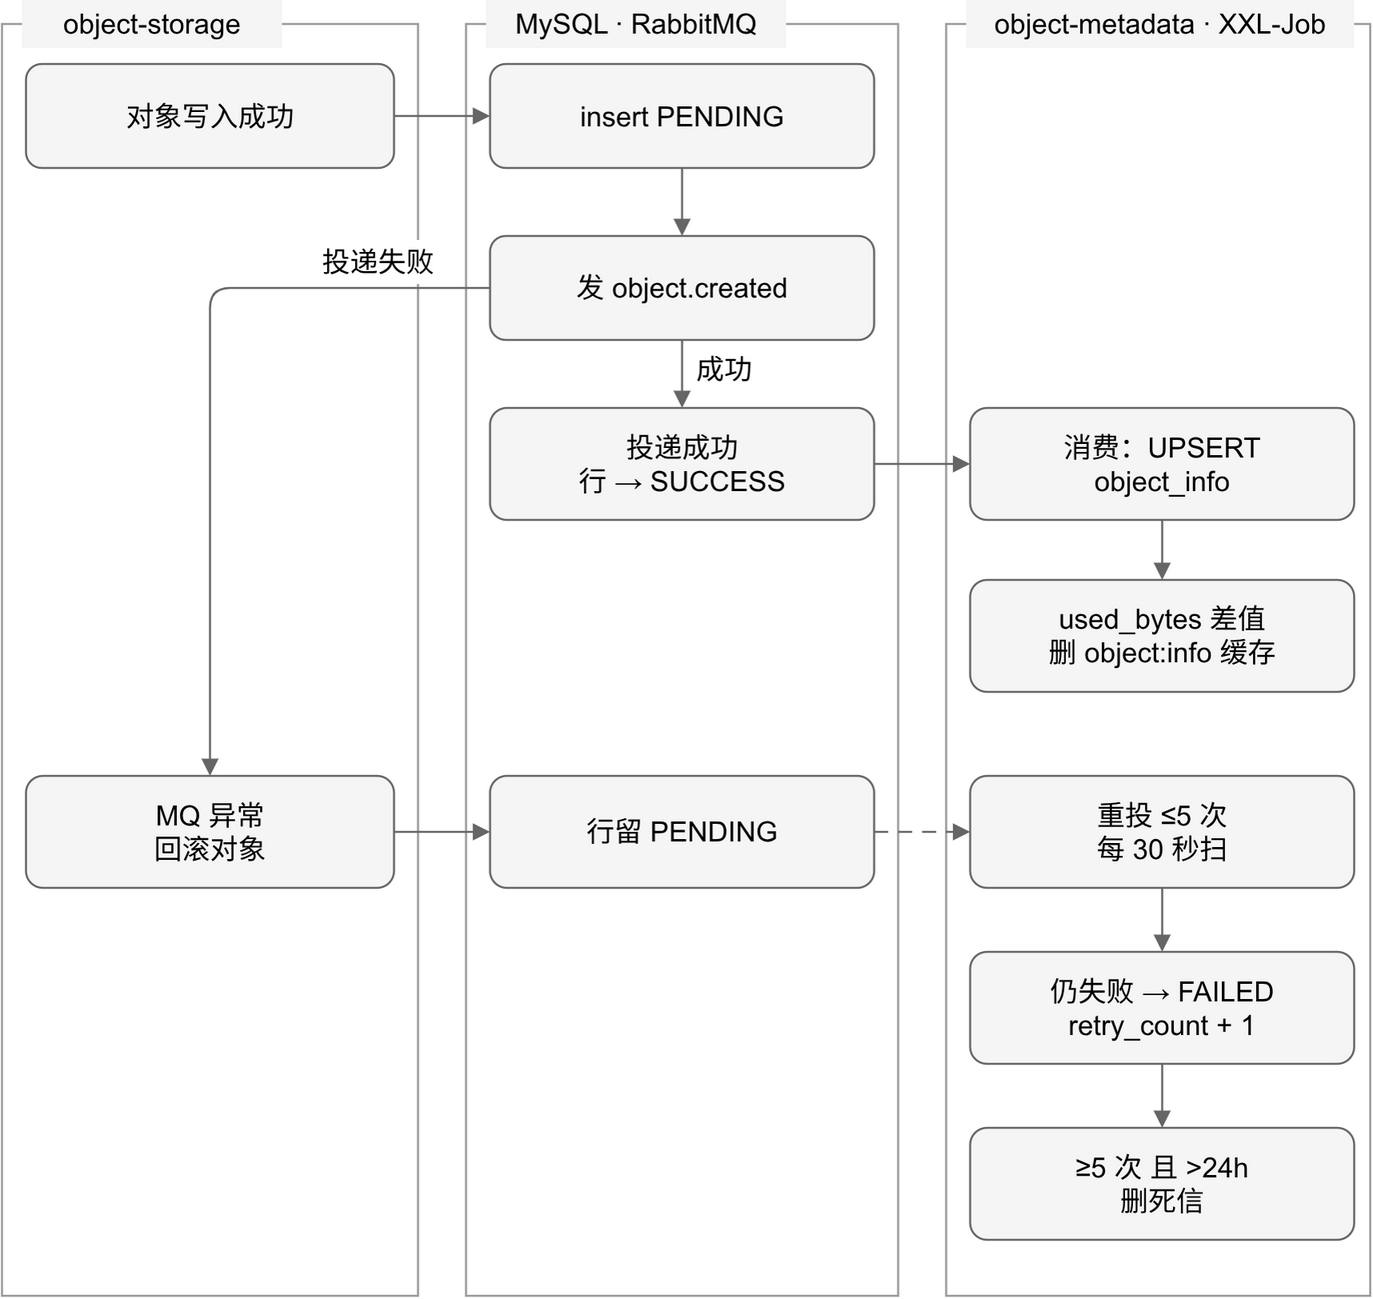 object-storage
MySQL · RabbitMQ
object-metadata · XXL-Job
对象写入成功
insert PENDING
投递失败
发 object.created
成功
投递成功
行 → SUCCESS
消费：UPSERT
object_info
used_bytes 差值
删 object:info 缓存
MQ 异常
回滚对象
行留 PENDING
重投 ≤5 次
每 30 秒扫
仍失败 → FAILED
retry_count + 1
≥5 次 且 >24h
删死信